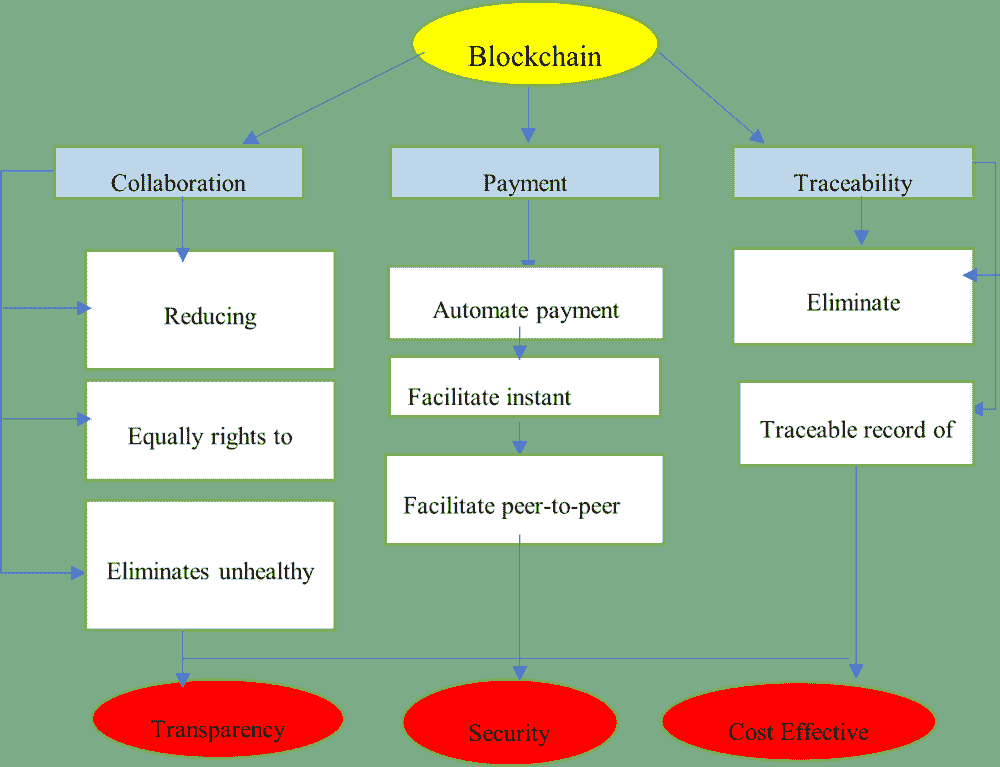 Blockchain
Collaboration
Payment
Traceability
Reducing
Automate payment
Eliminate
Equally rights to
Facilitate instant
Traceable record of
Eliminates unhealthy
Facilitate peer-to-peer
Transparency
Security
Cost Effective